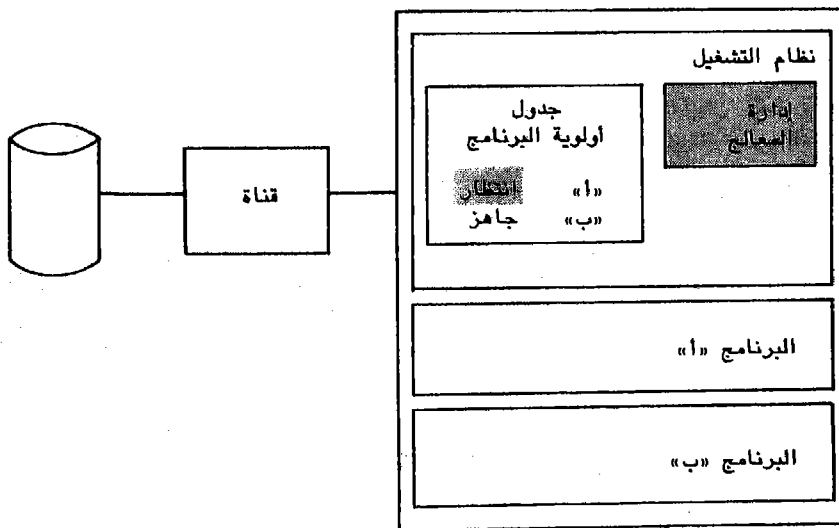 نظام التشغيل
إدارة
المعالج
جدول
أولوية البرنامج
«أ» انتظار
«ب» جاهز
قناة
البرنامج «أ»
البرنامج «ب»